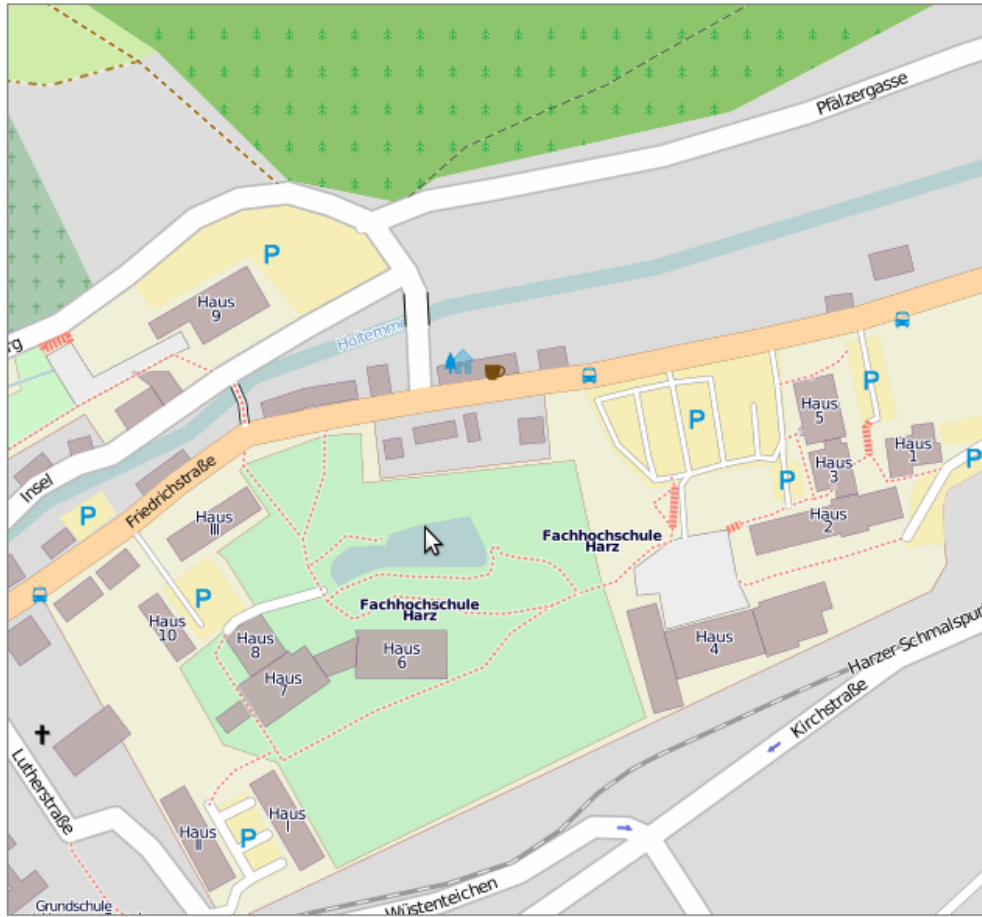 Pfälzergasse
P
Haus
9
rg
Holtemme
Haus
5
P
P
Haus
1
P
Haus
3
P
Haus
2
Insel
Friedrichstraße
P
Haus
III
Fachhochschule
Harz
P
Haus
10
Fachhochschule
Harz
Haus
8
Haus
6
Haus
7
Haus
4
Harzer-Schmalspur
Kirchstraße
Lutherstraße
Haus
I
Haus
II
P
Wüstenteichen
Grundschule